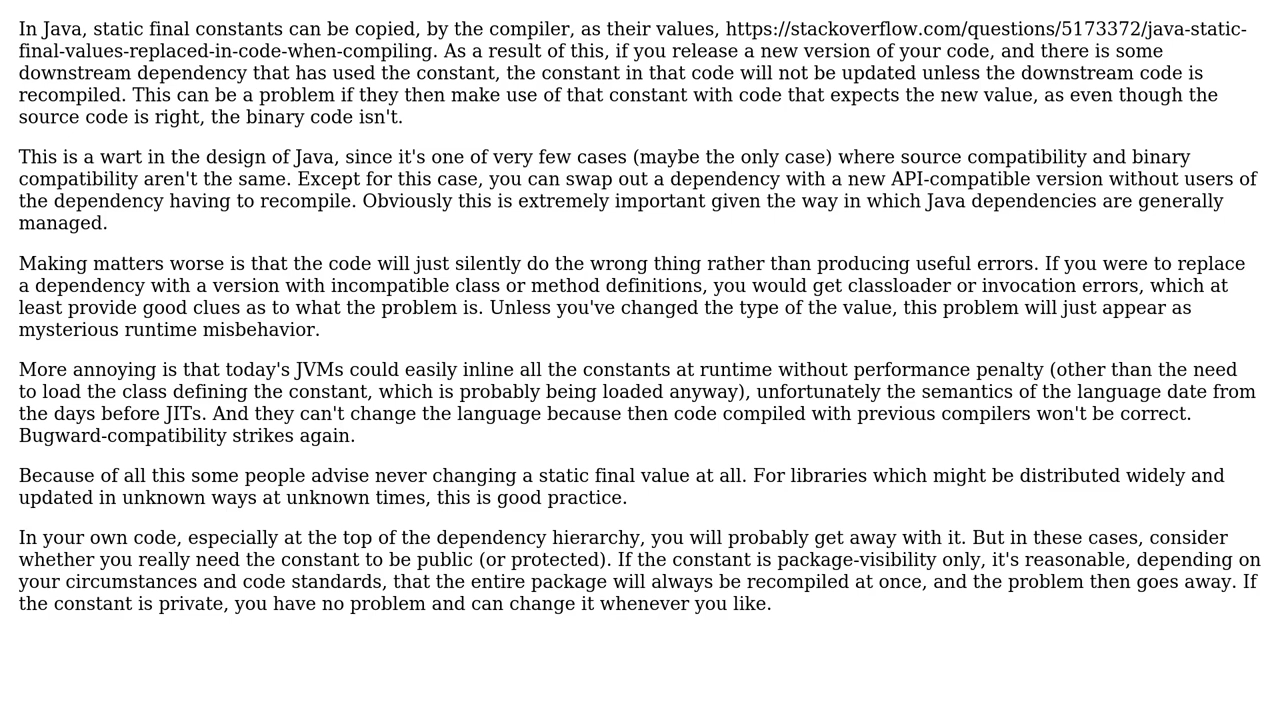 In Java, static final constants can be copied, by the compiler, as their values, https://stackoverflow.com/questions/5173372/java-static-
final-values-replaced-in-code-when-compiling. As a result of this, if you release a new version of your code, and there is some
downstream dependency that has used the constant, the constant in that code will not be updated unless the downstream code is
recompiled. This can be a problem if they then make use of that constant with code that expects the new value, as even though the
source code is right, the binary code isn't.
This is a wart in the design of Java, since it's one of very few cases (maybe the only case) where source compatibility and binary
compatibility aren't the same. Except for this case, you can swap out a dependency with a new API-compatible version without users of
the dependency having to recompile. Obviously this is extremely important given the way in which Java dependencies are generally
managed.
Making matters worse is that the code will just silently do the wrong thing rather than producing useful errors. If you were to replace
a dependency with a version with incompatible class or method definitions, you would get classloader or invocation errors, which at
least provide good clues as to what the problem is. Unless you've changed the type of the value, this problem will just appear as
mysterious runtime misbehavior.
More annoying is that today's JVMs could easily inline all the constants at runtime without performance penalty (other than the need
to load the class defining the constant, which is probably being loaded anyway), unfortunately the semantics of the language date from
the days before JITs. And they can't change the language because then code compiled with previous compilers won't be correct.
Bugward-compatibility strikes again.
Because of all this some people advise never changing a static final value at all. For libraries which might be distributed widely and
updated in unknown ways at unknown times, this is good practice.
In your own code, especially at the top of the dependency hierarchy, you will probably get away with it. But in these cases, consider
whether you really need the constant to be public (or protected). If the constant is package-visibility only, it's reasonable, depending on
your circumstances and code standards, that the entire package will always be recompiled at once, and the problem then goes away. If
the constant is private, you have no problem and can change it whenever you like.